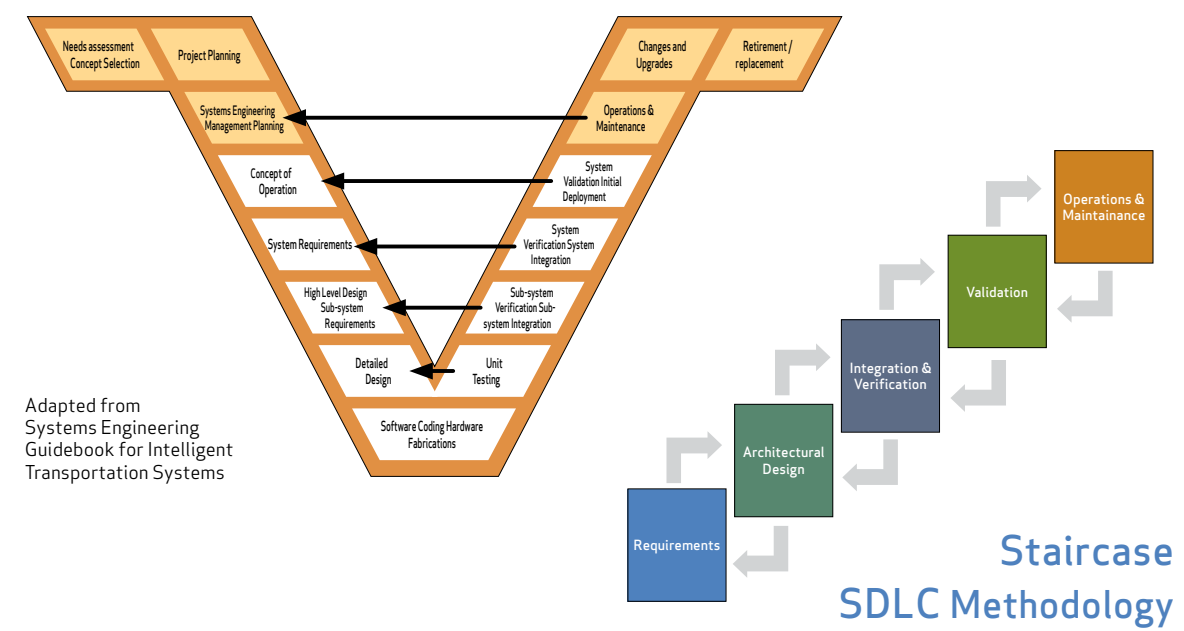 Needs assessment
Concept Selection
Project Planning
Systems Engineering
Management Planning
Concept of
Operation
System Requirements
High Level Design
Sub-system
Requirements
Detailed
Design
Software Coding Hardware
Fabrications
Unit
Testing
Sub-system
Verification Sub-
system Integration
System
Verification System
Integration
System
Validation Initial
Deployment
Operations &
Maintenance
Changes and
Upgrades
Retirement /
replacement
Adapted from
Systems Engineering
Guidebook for Intelligent
Transportation Systems
Requirements
Architectural
Design
Integration &
Verification
Validation
Operations &
Maintainance
Staircase
SDLC Methodology